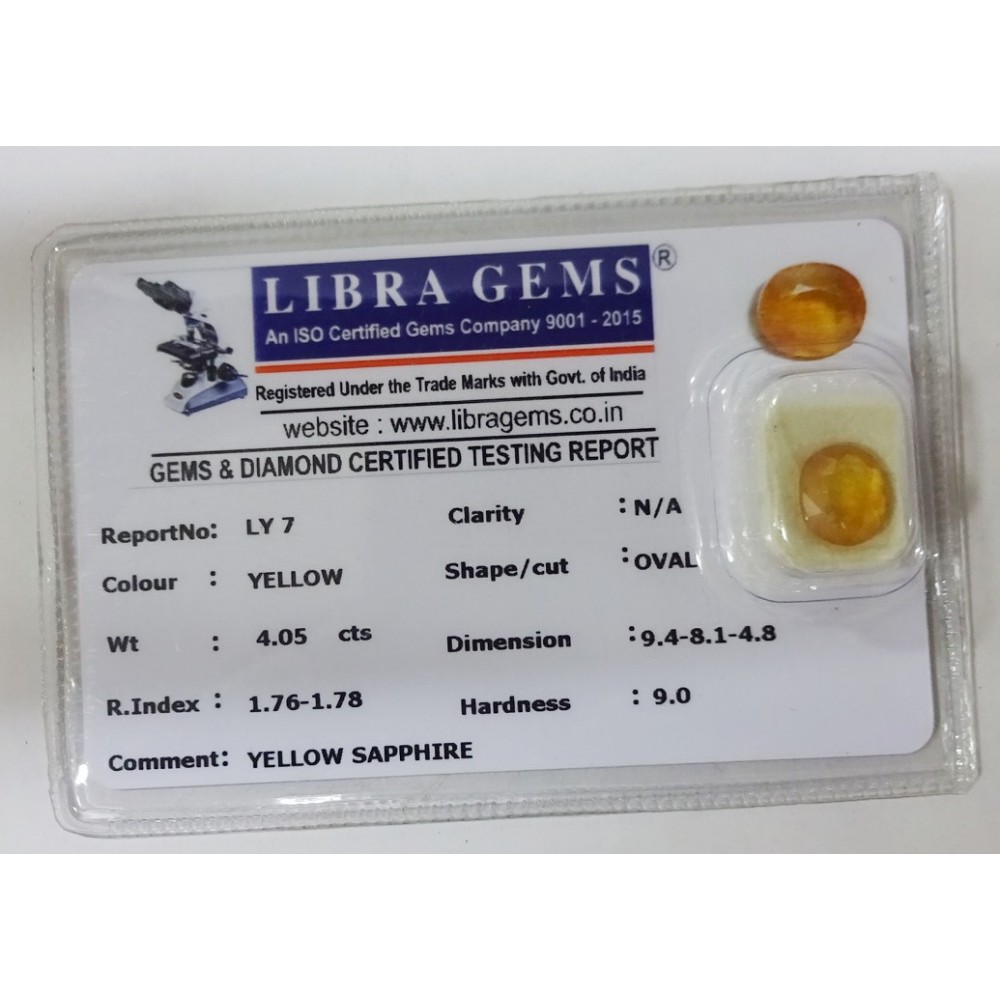 LIBRA GEMS ®
An ISO Certified Gems Company 9001 - 2015
Registered Under the Trade Marks with Govt. of India
website : www.libragems.co.in
GEMS & DIAMOND CERTIFIED TESTING REPORT
ReportNo: LY 7 Clarity : N/A
Colour : YELLOW Shape/cut : OVAL
Wt : 4.05 cts Dimension : 9.4-8.1-4.8
R.Index : 1.76-1.78 Hardness : 9.0
Comment: YELLOW SAPPHIRE